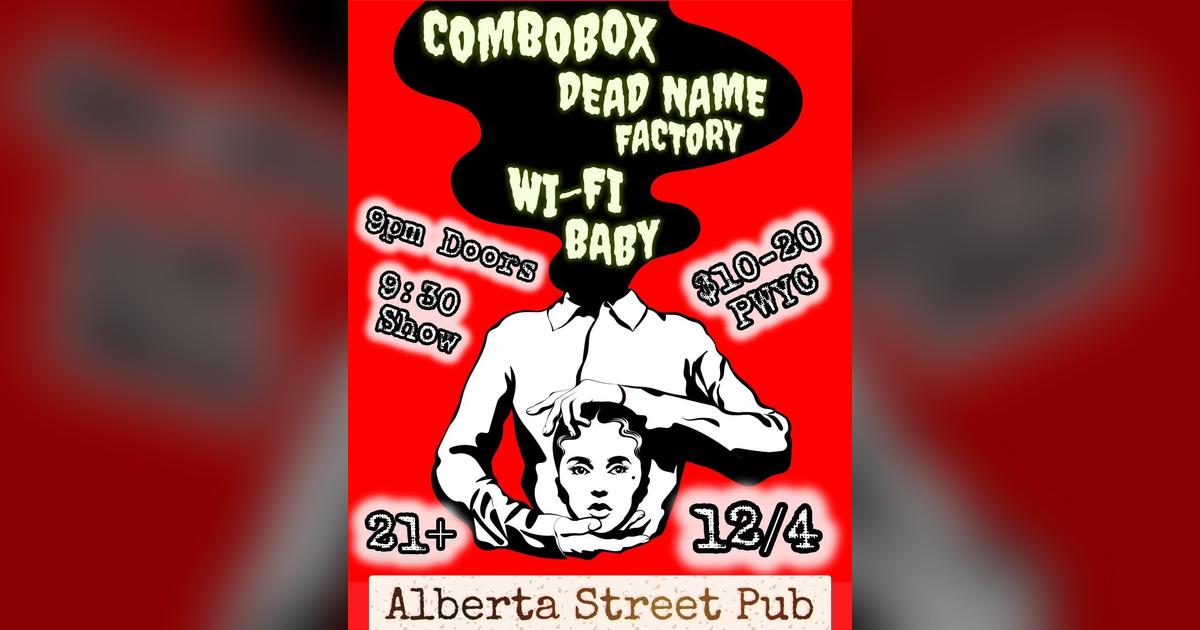 COMBOBOX
DEAD NAME
FACTORY
WI-FI
BABY
9pm Doors
9:30
Show
$10-20
PWYC
21+
12/4
Alberta Street Pub